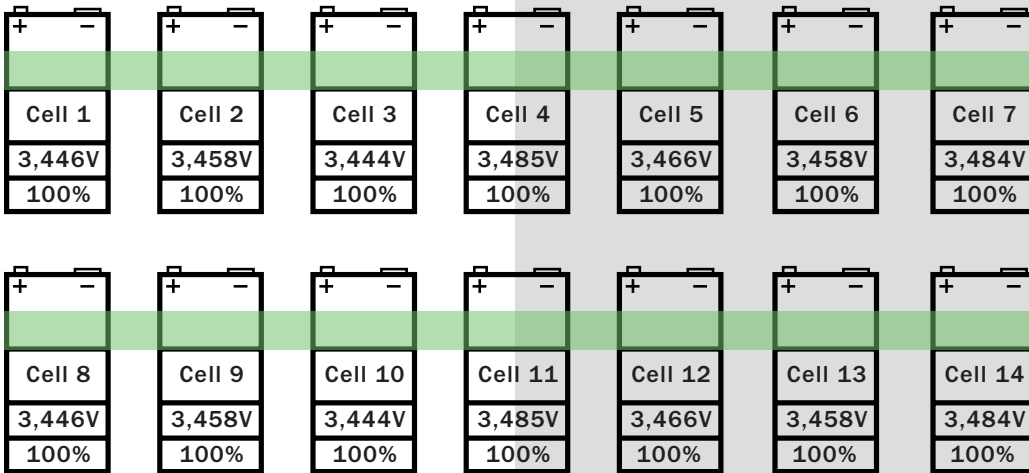 + − + − + − + − + − + − + −
Cell 1 Cell 2 Cell 3 Cell 4 Cell 5 Cell 6 Cell 7
3,446V 3,458V 3,444V 3,485V 3,466V 3,458V 3,484V
100% 100% 100% 100% 100% 100% 100%
+ − + − + − + − + − + − + −
Cell 8 Cell 9 Cell 10 Cell 11 Cell 12 Cell 13 Cell 14
3,446V 3,458V 3,444V 3,485V 3,466V 3,458V 3,484V
100% 100% 100% 100% 100% 100% 100%